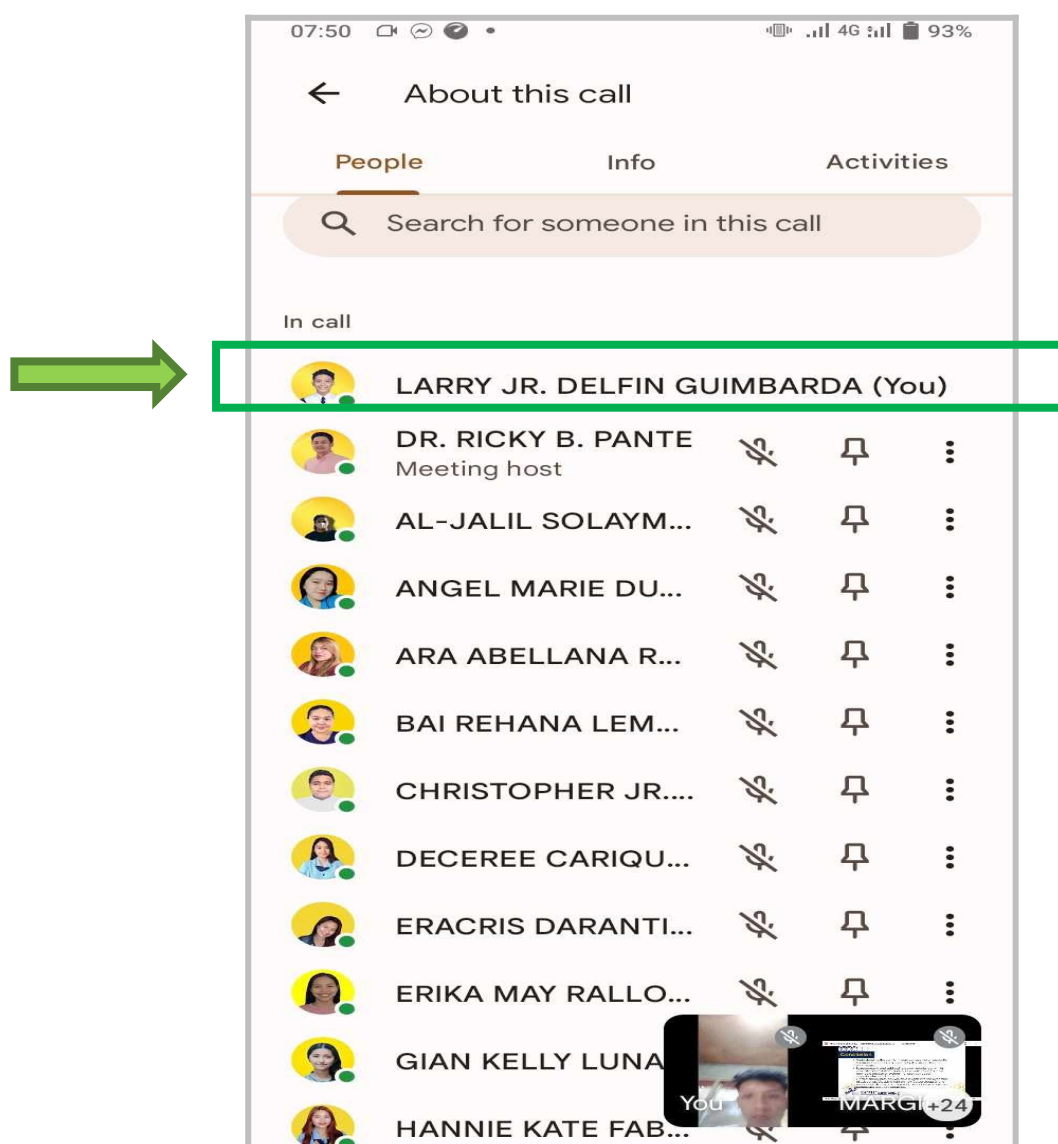 07:50 4G 93%
About this call
People Info Activities
Search for someone in this call
In call
LARRY JR. DELFIN GUIMBARDA (You)
DR. RICKY B. PANTE
Meeting host
AL-JALIL SOLAYM...
ANGEL MARIE DU...
ARA ABELLANA R...
BAI REHANA LEM...
CHRISTOPHER JR....
DECEREE CARIQU...
ERACRIS DARANTI...
ERIKA MAY RALLO...
GIAN KELLY LUNA
Conclusion
You MARGI +24
HANNIE KATE FAB...